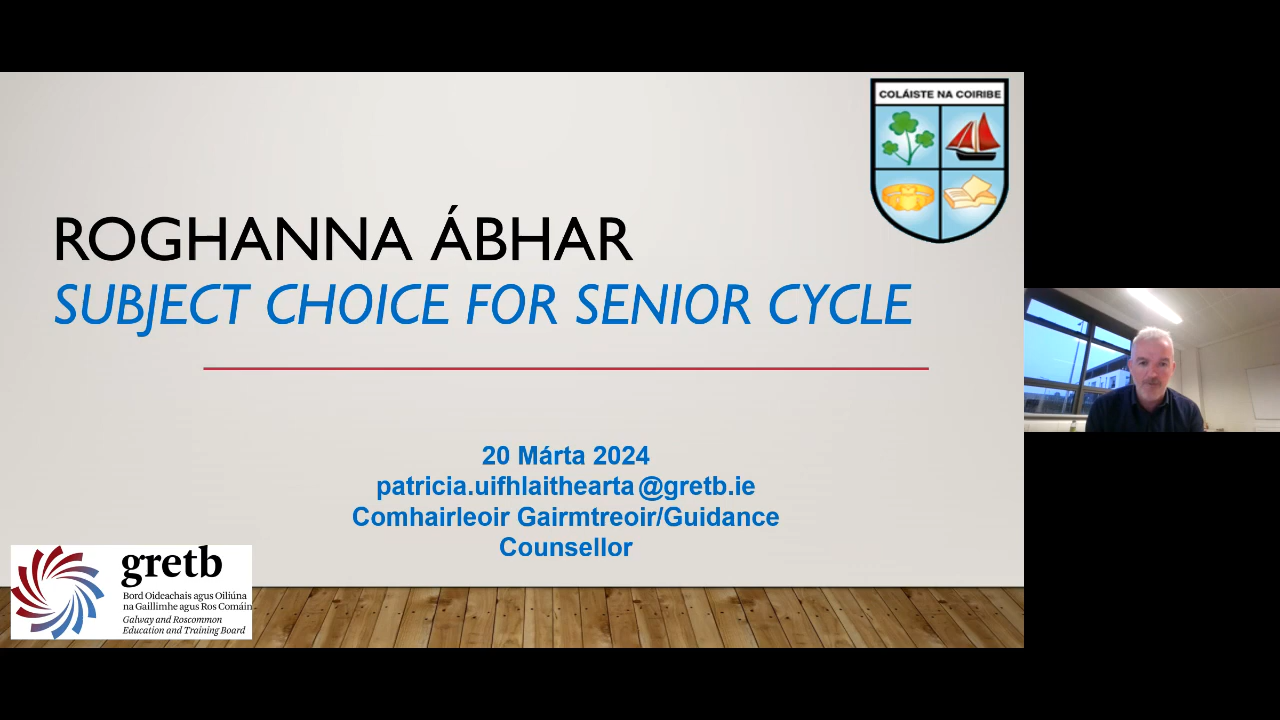 COLÁISTE NA COIRIBE
ROGHANNA ÁBHAR
SUBJECT CHOICE FOR SENIOR CYCLE
20 Márta 2024
patricia.uifhlaithearta@gretb.ie
Comhairleoir Gairmtreoir/Guidance
Counsellor
gretb
Bord Oideachais agus Oiliúna
na Gaillimhe agus Ros Comáin
Galway and Roscommon
Education and Training Board